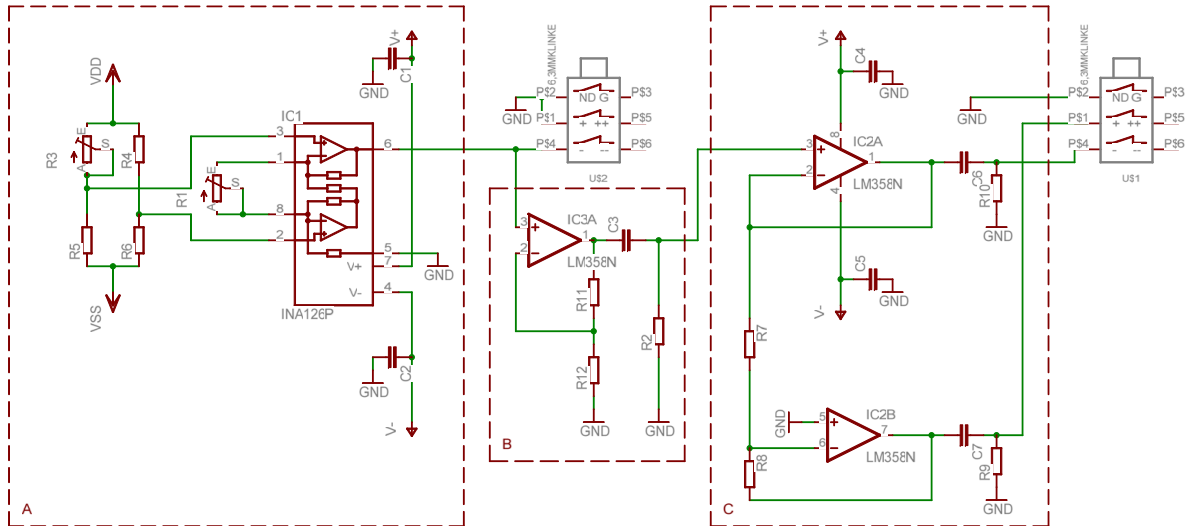 VDD
R3
E
S
A
R4
R5
R6
VSS
R1
E
S
A
IC1
3
1
8
2
6
5
7
4
V+
V-
INA126P
GND
V+
C1
GND
GND
C2
V-
A
6,3MMKLINKE
GND
P$2
P$1
P$4
ND G
+ ++
- --
P$3
P$5
P$6
U$2
IC3A
3
2
1
LM358N
C3
R11
R12
R2
GND
GND
B
V+
C4
GND
IC2A
3
2
8
4
1
LM358N
C6
R10
GND
C5
GND
V-
R7
R8
GND
IC2B
5
6
7
LM358N
C7
R9
GND
C
6,3MMKLINKE
GND
P$2
P$1
P$4
ND G
+ ++
- --
P$3
P$5
P$6
U$1